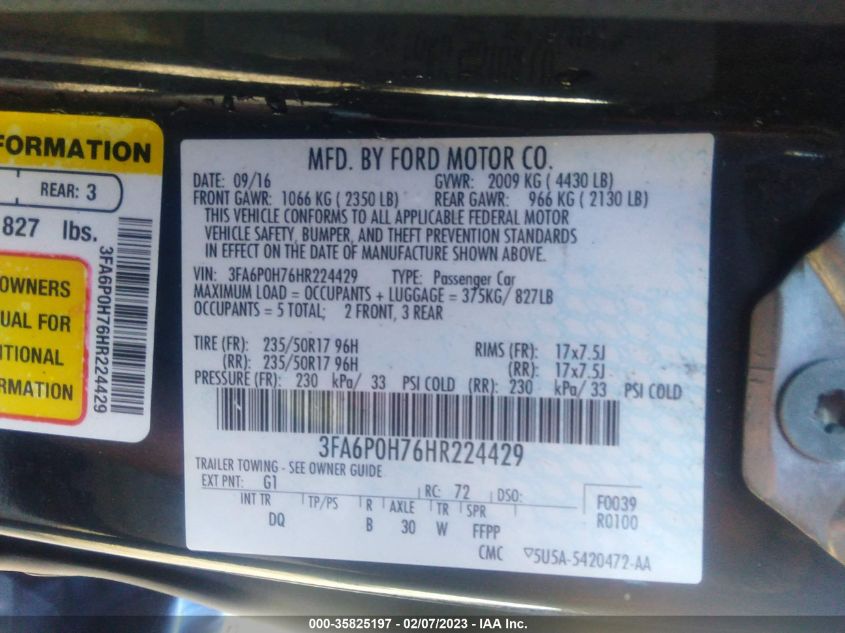 FORMATION
REAR: 3
827 lbs.
OWNERS
UAL FOR
ITIONAL
RMATION
3FA6P0H76HR224429
MFD. BY FORD MOTOR CO.
DATE: 09/16 GVWR: 2009 KG ( 4430 LB)
FRONT GAWR: 1066 KG ( 2350 LB) REAR GAWR: 966 KG ( 2130 LB)
THIS VEHICLE CONFORMS TO ALL APPLICABLE FEDERAL MOTOR
VEHICLE SAFETY, BUMPER, AND THEFT PREVENTION STANDARDS
IN EFFECT ON THE DATE OF MANUFACTURE SHOWN ABOVE.
VIN: 3FA6P0H76HR224429 TYPE: Passenger Car
MAXIMUM LOAD = OCCUPANTS + LUGGAGE = 375KG/ 827LB
OCCUPANTS = 5 TOTAL; 2 FRONT, 3 REAR
TIRE (FR): 235/50R17 96H RIMS (FR): 17x7.5J
(RR): 235/50R17 96H (RR): 17x7.5J
PRESSURE (FR): 230 kPa/ 33 PSI COLD (RR): 230 kPa/ 33 PSI COLD
3FA6P0H76HR224429
TRAILER TOWING - SEE OWNER GUIDE
EXT PNT: G1 RC: 72 DSO: F0039
INT TR TP/PS R AXLE TR SPR R0100
DQ B 30 W FFPP
CMC ▽5U5A-5420472-AA
000-35825197 - 02/07/2023 - IAA Inc.